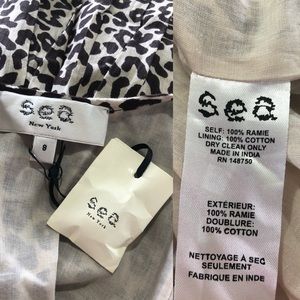 sea
New York
8
sea
New York
sea
SELF: 100% RAMIE
LINING: 100% COTTON
DRY CLEAN ONLY
MADE IN INDIA
RN 148750
EXTÉRIEUR:
100% RAMIE
DOUBLURE:
100% COTTON
NETTOYAGE À SEC
SEULEMENT
FABRIQUÉ EN INDE